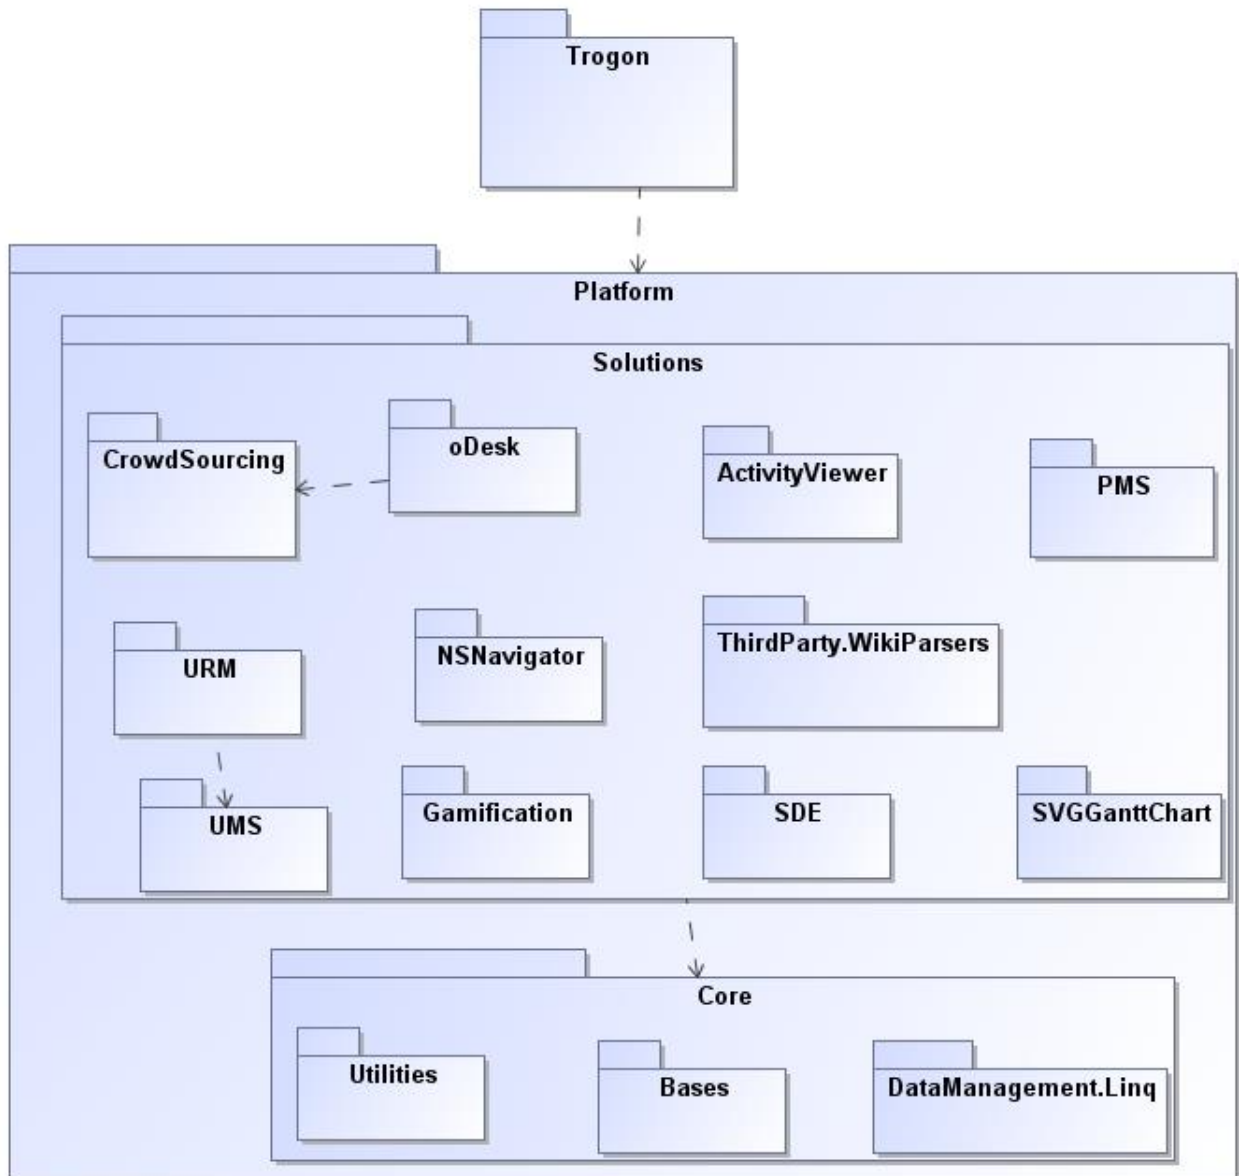 Trogon
Platform
Solutions
CrowdSourcing
oDesk
ActivityViewer
PMS
URM
NSNavigator
ThirdParty.WikiParsers
UMS
Gamification
SDE
SVGGanttChart
Core
Utilities
Bases
DataManagement.Linq